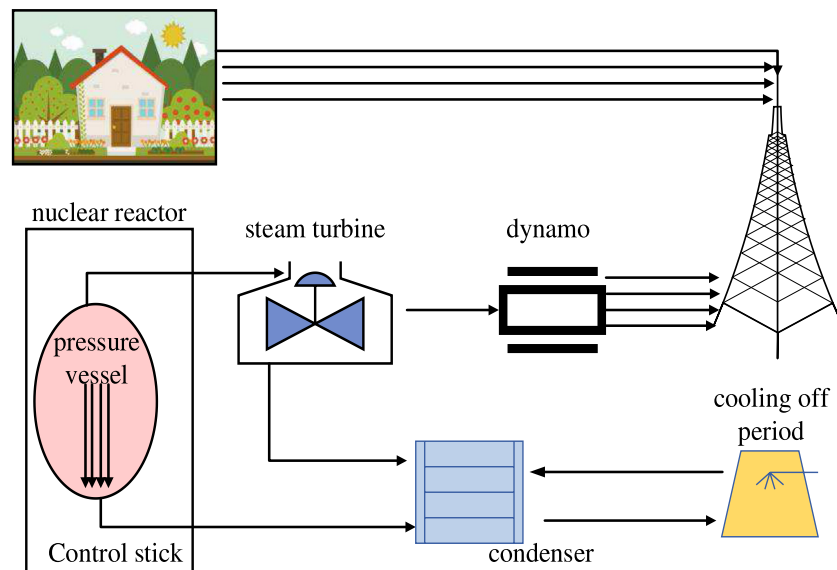 nuclear reactor
steam turbine
dynamo
pressure
vessel
cooling off
period
Control stick
condenser